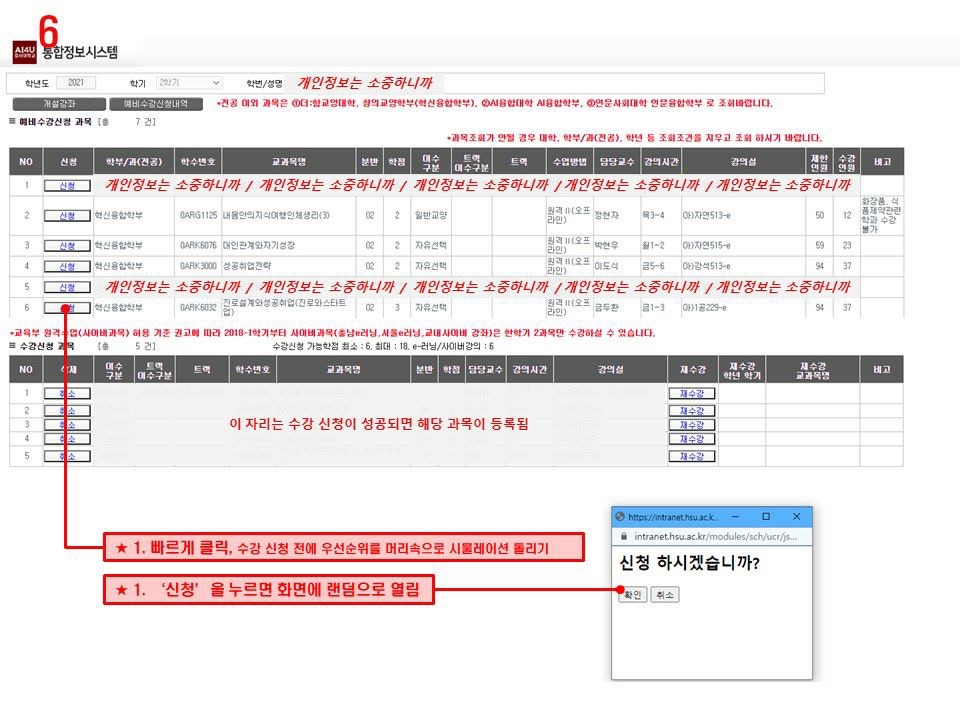 6
AI4U 통합정보시스템
학년도 2021 학기 2학기 학번/성명 개인정보는 소중하니까
개설강좌 예비수강신청내역 *전공 이외 과목은 ①더:함교양대학, 창의교양학부(혁신융합학부), ②AI융합대학 AI융합학부, ③인문사회대학 인문융합학부 로 조회바랍니다.
예비수강신청 과목 [총 7 건]
*과목조회가 안될 경우 대학, 학부/과(전공), 학년 등 조회조건을 지우고 조회 하시기 바랍니다.
NO 신청 학부/과(전공) 학수번호 교과목명 분반 학점 이수구분 트랙이수구분 트랙 수업방법 담당교수 강의시간 강의실 제한인원 수강인원 비고
1 신청 개인정보는 소중하니까 / 개인정보는 소중하니까 / 개인정보는 소중하니까 /개인정보는 소중하니까 /개인정보는 소중하니까
2 신청 혁신융합학부 0ARG1125 내몸안의지식여행인체생리(3) 02 2 일반교양 원격Ⅱ(오프라인) 정현자 목3~4 아)자연513-e 50 12 화장품, 식품제약관련학과 수강불가
3 신청 혁신융합학부 0ARK6076 대인관계와자기성장 02 2 자유선택 원격Ⅱ(오프라인) 박현우 월1~2 아)자연515-e 59 23
4 신청 혁신융합학부 0ARK3000 성공취업전략 02 2 자유선택 원격Ⅱ(오프라인) 이도식 금5~6 아)강석513-e 94 37
5 신청 개인정보는 소중하니까 / 개인정보는 소중하니까 / 개인정보는 소중하니까 /개인정보는 소중하니까 /개인정보는 소중하니까
6 혁신융합학부 0ARK6032 진로설계와성공취업(진로와스타트업) 02 3 자유선택 원격Ⅱ(오프라인) 금두환 금1~3 아)1공229-e 94 37
*교육부 원격수업(사이버과목) 허용 기준 권고에 따라 2018-1학기부터 사이버과목(충남e러닝,서울e러닝,교내사이버 강좌)은 한학기 2과목만 수강하실 수 있습니다.
수강신청 과목 [총 5 건] 수강신청 가능학점 최소 : 6, 최대 : 18, e-러닝/사이버강의 : 6
NO 삭제 이수구분 트랙이수구분 트랙 학수번호 교과목명 분반 학점 담당교수 강의시간 강의실 재수강 재수강학년 학기 재수강교과목명 비고
1 취소 재수강
2 취소 재수강
3 취소 재수강
이 자리는 수강 신청이 성공되면 해당 과목이 등록됨
4 취소 재수강
5 취소 재수강
https://intranet.hsu.ac.k...
intranet.hsu.ac.kr/modules/sch/ucr/js...
신청 하시겠습니까?
확인 취소
★ 1. 빠르게 클릭, 수강 신청 전에 우선순위를 머리속으로 시물레이션 돌리기
★ 1. ‘신청’을 누르면 화면에 랜덤으로 열림